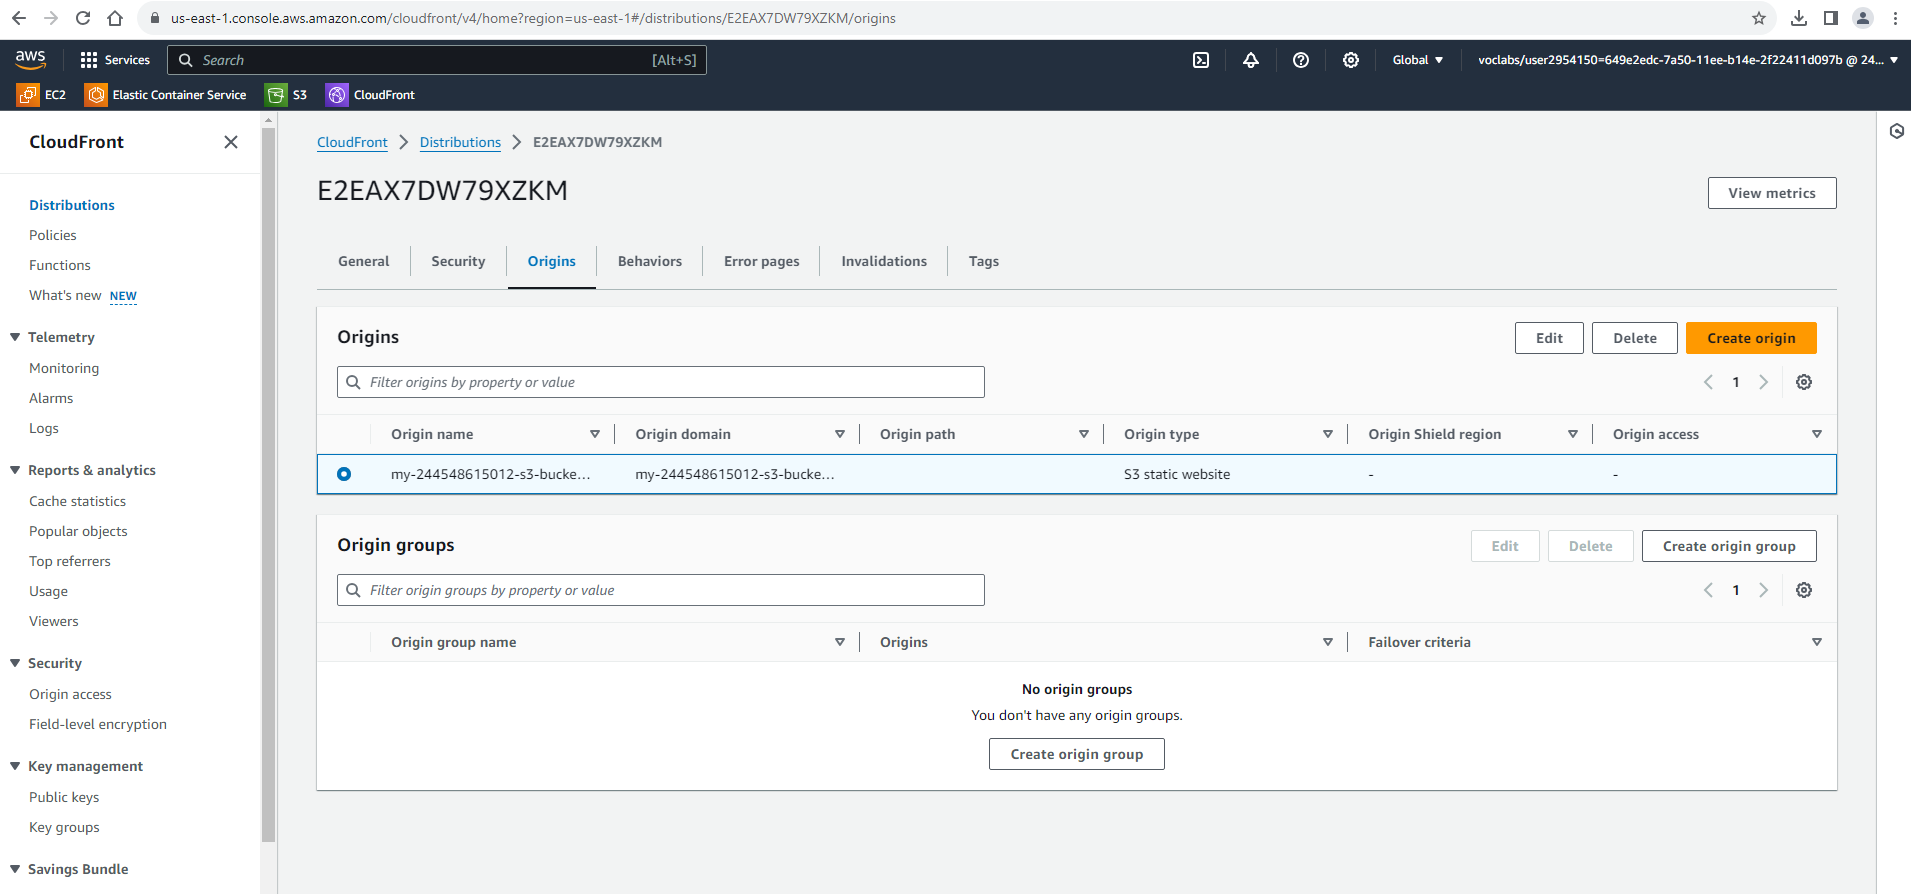 us-east-1.console.aws.amazon.com/cloudfront/v4/home?region=us-east-1#/distributions/E2EAX7DW79XZKM/origins
aws
Services
Search
[Alt+S]
Global
voclabs/user2954150=649e2edc-7a50-11ee-b14e-2f22411d097b @ 24...
EC2
Elastic Container Service
S3
CloudFront
CloudFront
Distributions
Policies
Functions
What's new NEW
Telemetry
Monitoring
Alarms
Logs
Reports & analytics
Cache statistics
Popular objects
Top referrers
Usage
Viewers
Security
Origin access
Field-level encryption
Key management
Public keys
Key groups
Savings Bundle
CloudFront
Distributions
E2EAX7DW79XZKM
E2EAX7DW79XZKM
View metrics
General
Security
Origins
Behaviors
Error pages
Invalidations
Tags
Origins
Edit
Delete
Create origin
Filter origins by property or value
1
Origin name
Origin domain
Origin path
Origin type
Origin Shield region
Origin access
my-244548615012-s3-bucke...
my-244548615012-s3-bucke...
S3 static website
-
-
Origin groups
Edit
Delete
Create origin group
Filter origin groups by property or value
1
Origin group name
Origins
Failover criteria
No origin groups
You don't have any origin groups.
Create origin group